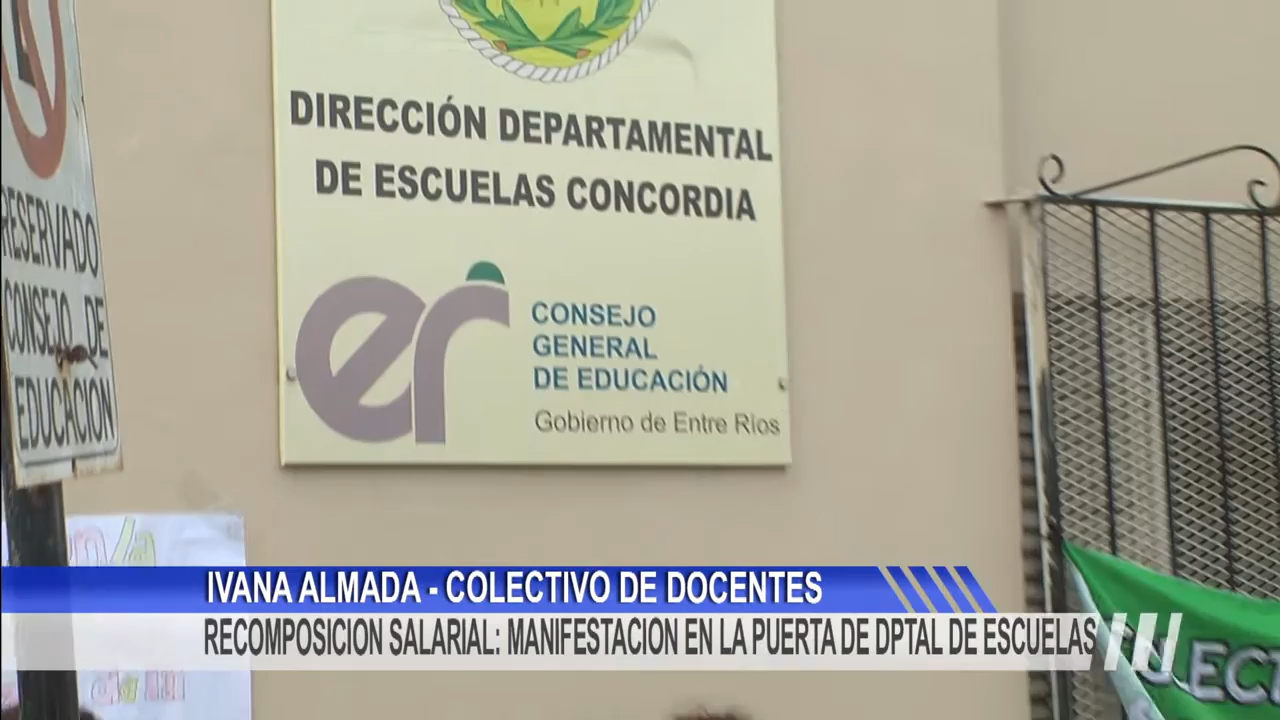 DIRECCIÓN DEPARTAMENTAL
DE ESCUELAS CONCORDIA
er
CONSEJO
GENERAL
DE EDUCACIÓN
Gobierno de Entre Ríos
RESERVADO
CONSEJO DE
EDUCACION
IVANA ALMADA - COLECTIVO DE DOCENTES
RECOMPOSICION SALARIAL: MANIFESTACION EN LA PUERTA DE DPTAL DE ESCUELAS